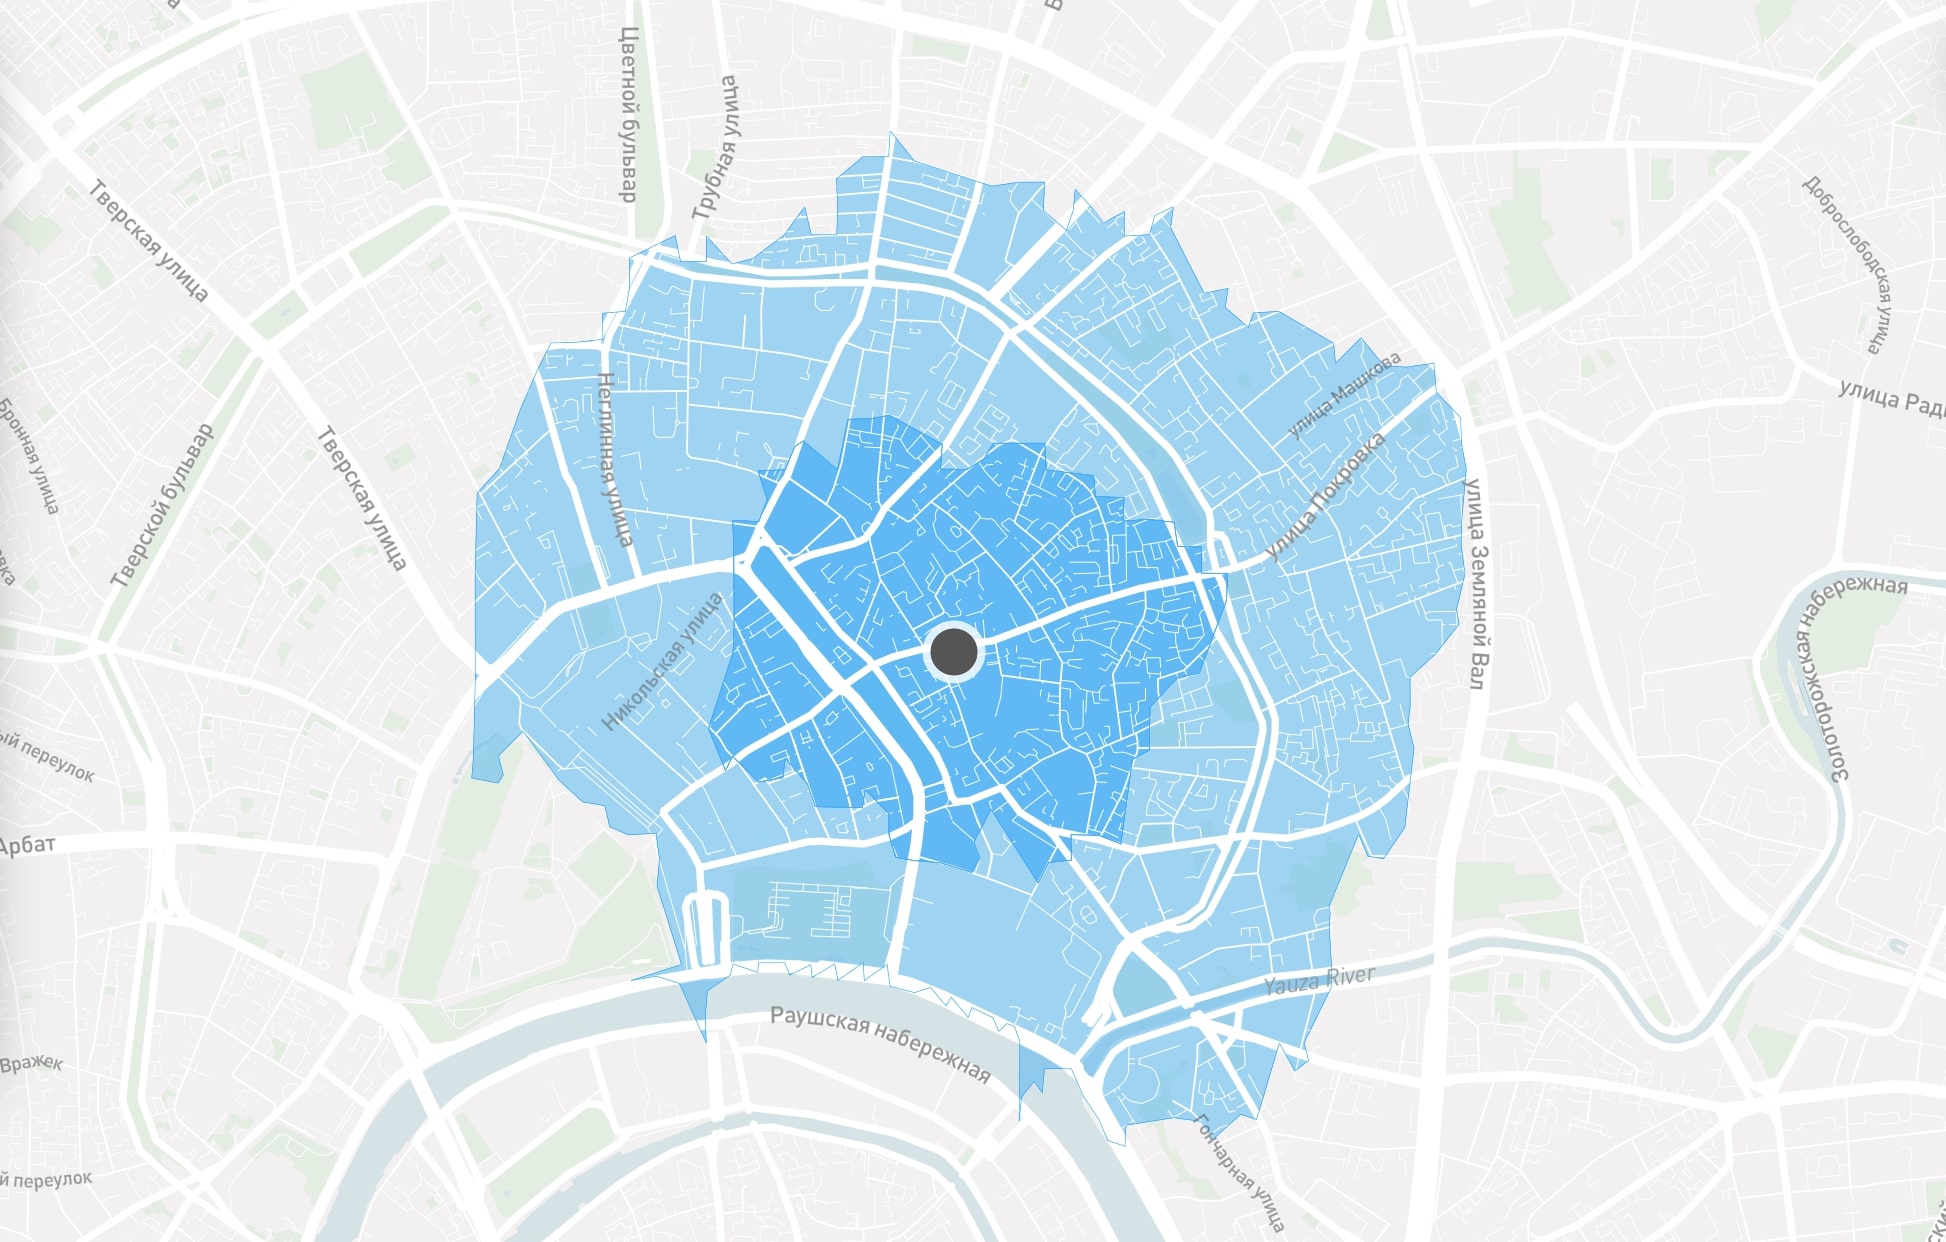 Цветной бульвар
Трубная улица
Тверская улица
Доброслободская улица
Бронная улица
Тверской бульвар
Тверская улица
Неглинная улица
улица Машкова
улица Покровка
улица Земляной Вал
Золоторожская набережная
Никольская улица
ый переулок
Арбат
Yauza River
Раушская набережная
Вражек
Гончарная улица
й переулок